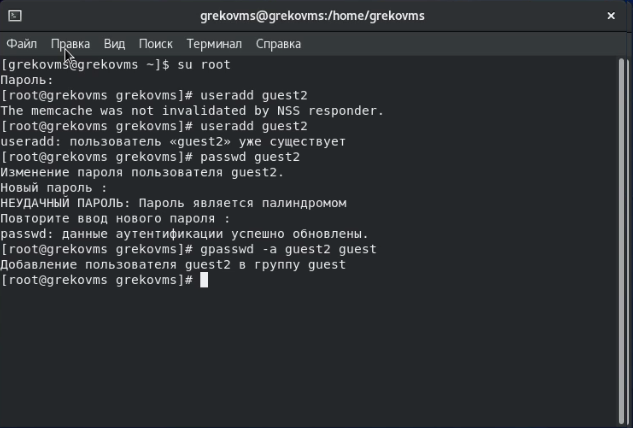 grekovms@grekovms:/home/grekovms
Файл Правка Вид Поиск Терминал Справка
[grekovms@grekovms ~]$ su root
Пароль:
[root@grekovms grekovms]# useradd guest2
The memcache was not invalidated by NSS responder.
[root@grekovms grekovms]# useradd guest2
useradd: пользователь «guest2» уже существует
[root@grekovms grekovms]# passwd guest2
Изменение пароля пользователя guest2.
Новый пароль :
НЕУДАЧНЫЙ ПАРОЛЬ: Пароль является палиндромом
Повторите ввод нового пароля :
passwd: данные аутентификации успешно обновлены.
[root@grekovms grekovms]# gpasswd -a guest2 guest
Добавление пользователя guest2 в группу guest
[root@grekovms grekovms]#